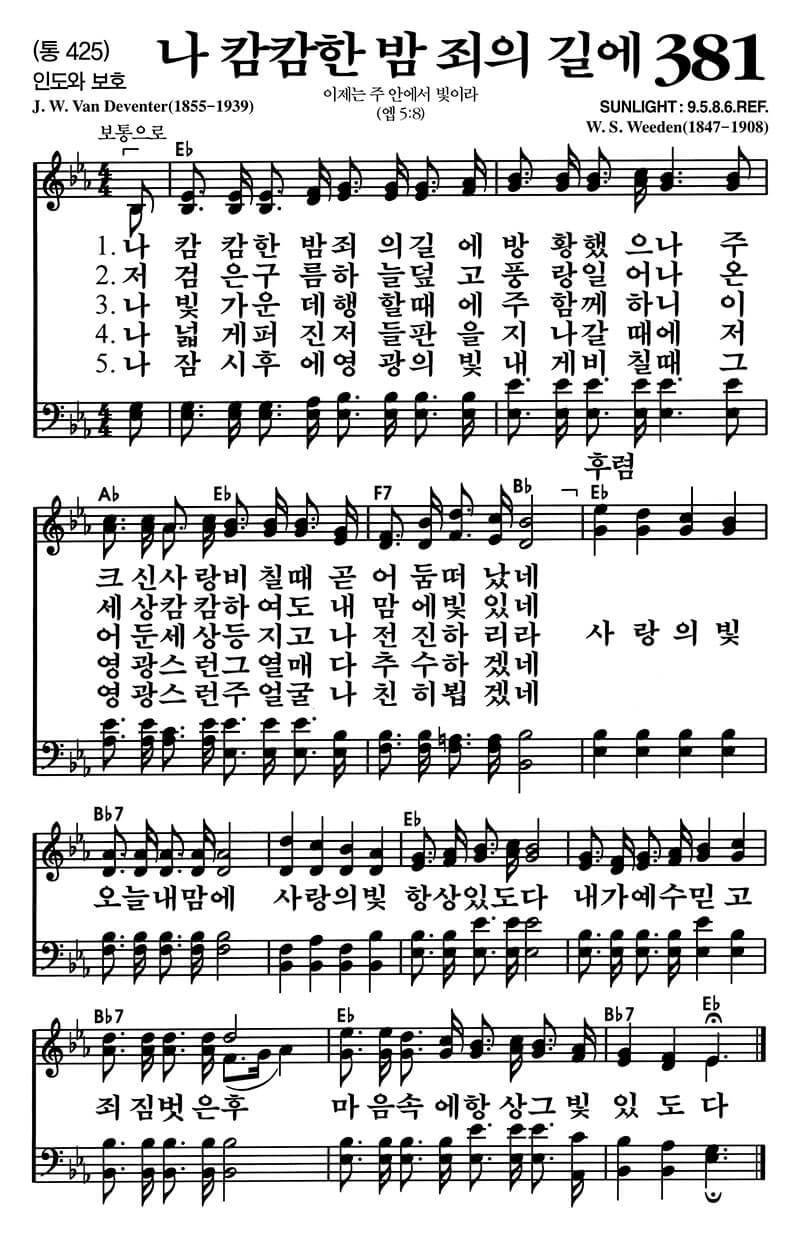 (통 425)
나 캄캄한 밤 죄의 길에 381
인도와 보호
이제는 주 안에서 빛이라
(엡 5:8)
J. W. Van Deventer(1855-1939)
SUNLIGHT : 9.5.8.6.REF.
W. S. Weeden(1847-1908)
보통으로
E♭
1. 나 캄 캄한 밤죄 의길 에 방 황했 으나 주
2. 저 검 은구 름하 늘덮 고 풍 랑일 어나 온
3. 나 빛 가운 데행 할때 에 주 함께 하니 이
4. 나 넓 게퍼 진저 들판 을 지 나갈 때에 저
5. 나 잠 시후 에영 광의 빛 내 게비 칠때 그
후렴
A♭ E♭ F7 B♭ E♭
크 신사 랑비 칠때 곧 어 둠떠 났네
세 상캄 캄하 여도 내 맘 에빛 있네
어 둔세 상등 지고 나 전 진하 리라 사 랑 의 빛
영 광스 런그 열매 다 추 수하 겠네
영 광스 런주 얼굴 나 친 히뵙 겠네
B♭7 E♭
오늘내맘에 사랑의빛 항상있도다 내가예수믿 고
B♭7 E♭ B♭7 E♭
죄 짐벗 은후 마 음속 에항 상그 빛 있 도 다